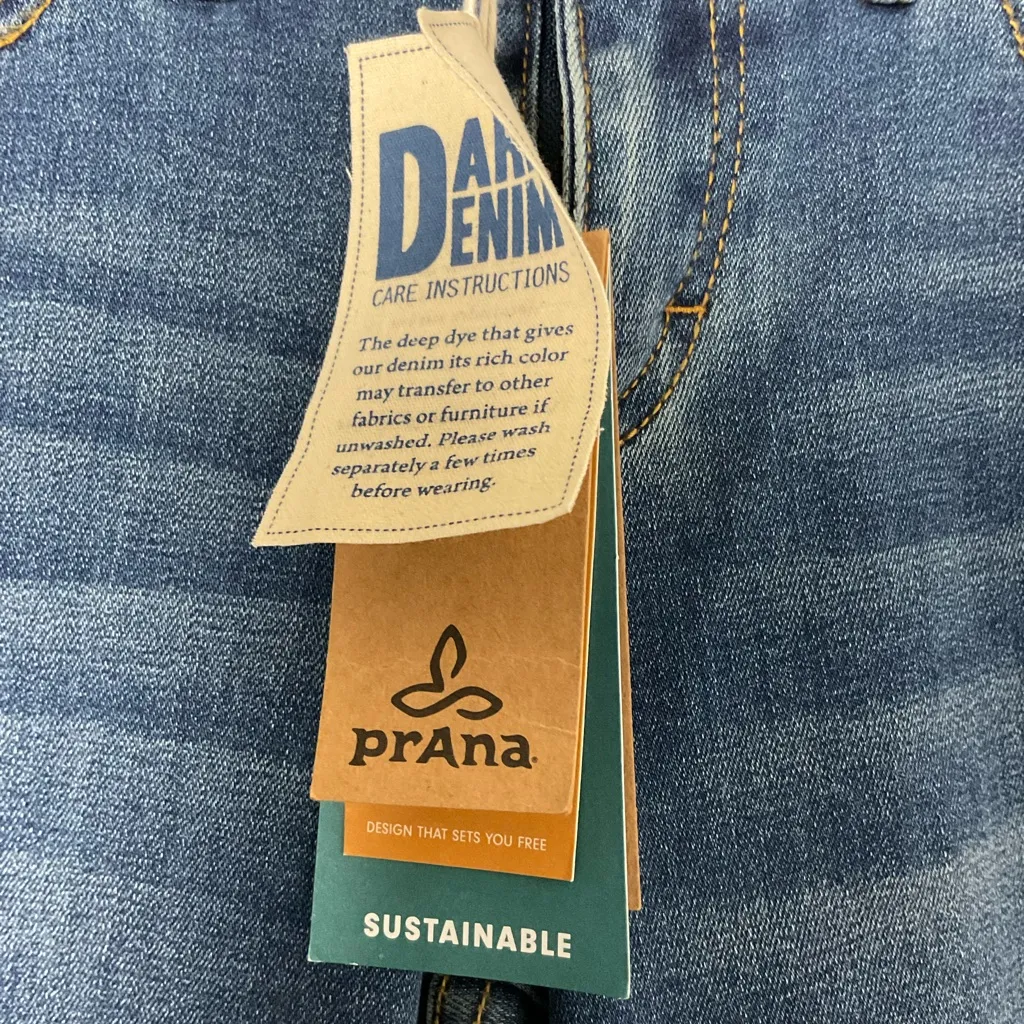 DENIM
CARE INSTRUCTIONS
The deep dye that gives
our denim its rich color
may transfer to other
fabrics or furniture if
unwashed. Please wash
separately a few times
before wearing.
prAna
DESIGN THAT SETS YOU FREE
SUSTAINABLE